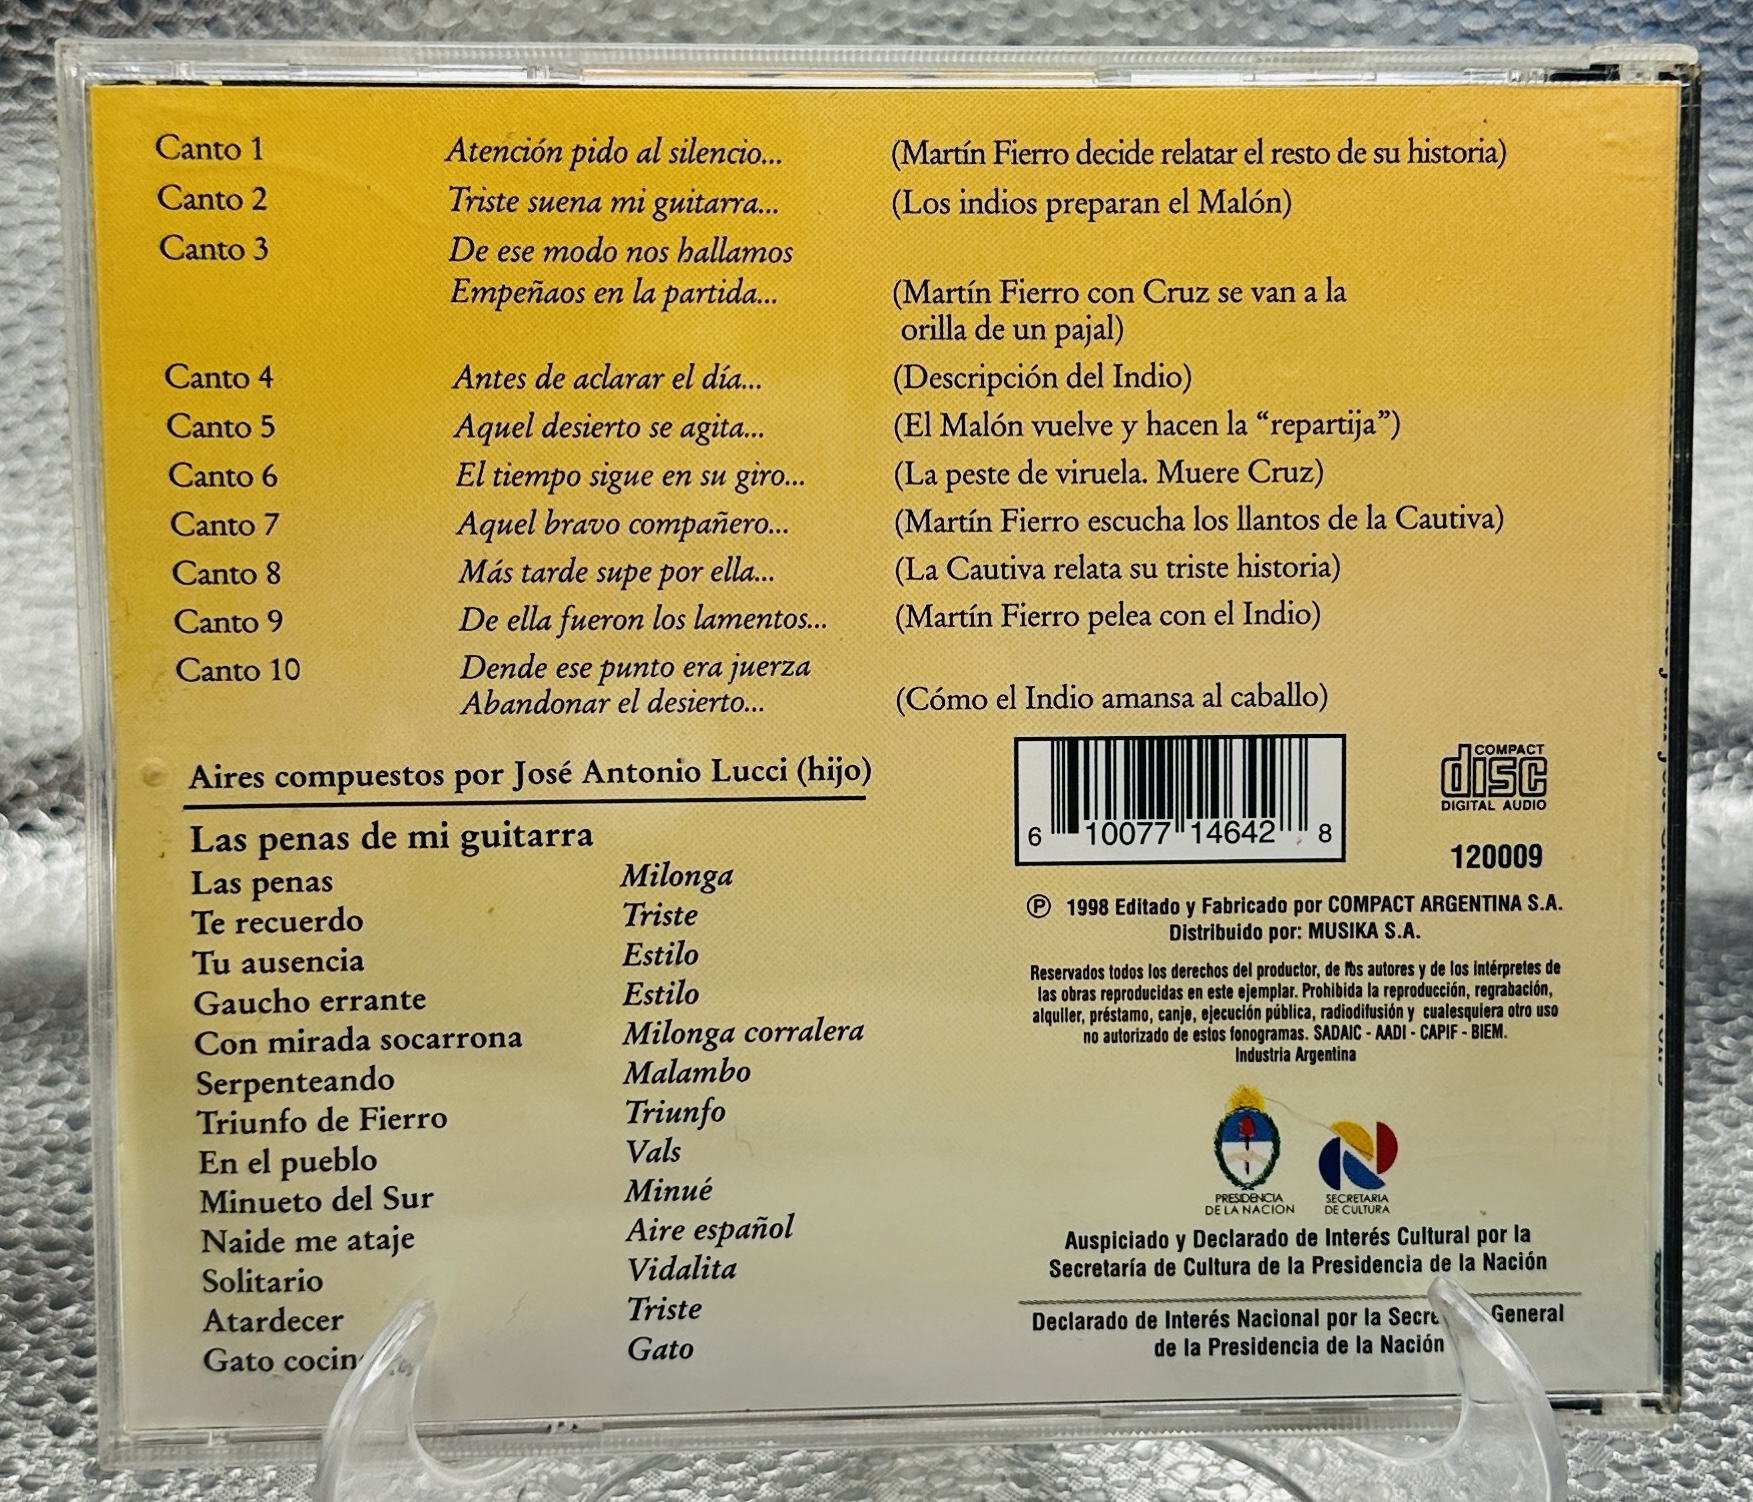 Canto 1 Atención pido al silencio... (Martín Fierro decide relatar el resto de su historia)
Canto 2 Triste suena mi guitarra... (Los indios preparan el Malón)
Canto 3 De ese modo nos hallamos
Empeñaos en la partida... (Martín Fierro con Cruz se van a la
orilla de un pajal)
Canto 4 Antes de aclarar el día... (Descripción del Indio)
Canto 5 Aquel desierto se agita... (El Malón vuelve y hacen la “repartija”)
Canto 6 El tiempo sigue en su giro... (La peste de viruela. Muere Cruz)
Canto 7 Aquel bravo compañero... (Martín Fierro escucha los llantos de la Cautiva)
Canto 8 Más tarde supe por ella... (La Cautiva relata su triste historia)
Canto 9 De ella fueron los lamentos... (Martín Fierro pelea con el Indio)
Canto 10 Dende ese punto era juerza
Abandonar el desierto... (Cómo el Indio amansa al caballo)
Aires compuestos por José Antonio Lucci (hijo)
Las penas de mi guitarra
Las penas Milonga
Te recuerdo Triste
Tu ausencia Estilo
Gaucho errante Estilo
Con mirada socarrona Milonga corralera
Serpenteando Malambo
Triunfo de Fierro Triunfo
En el pueblo Vals
Minueto del Sur Minué
Naide me ataje Aire español
Solitario Vidalita
Atardecer Triste
Gato Gato
6 10077 14642 8
COMPACT
disc
DIGITAL AUDIO
120009
℗ 1998 Editado y Fabricado por COMPACT ARGENTINA S.A.
Distribuido por: MUSIKA S.A.
Reservados todos los derechos del productor, de los autores y de los intérpretes de
las obras reproducidas en este ejemplar. Prohibida la reproducción, regrabación,
alquiler, préstamo, canje, ejecución pública, radiodifusión y cualesquiera otro uso
no autorizado de estos fonogramas. SADAIC - AADI - CAPIF - BIEM.
Industria Argentina
PRESIDENCIA
DE LA NACION
SECRETARIA
DE CULTURA
Auspiciado y Declarado de Interés Cultural por la
Secretaría de Cultura de la Presidencia de la Nación
Declarado de Interés Nacional por la General
de la Presidencia de la Nación